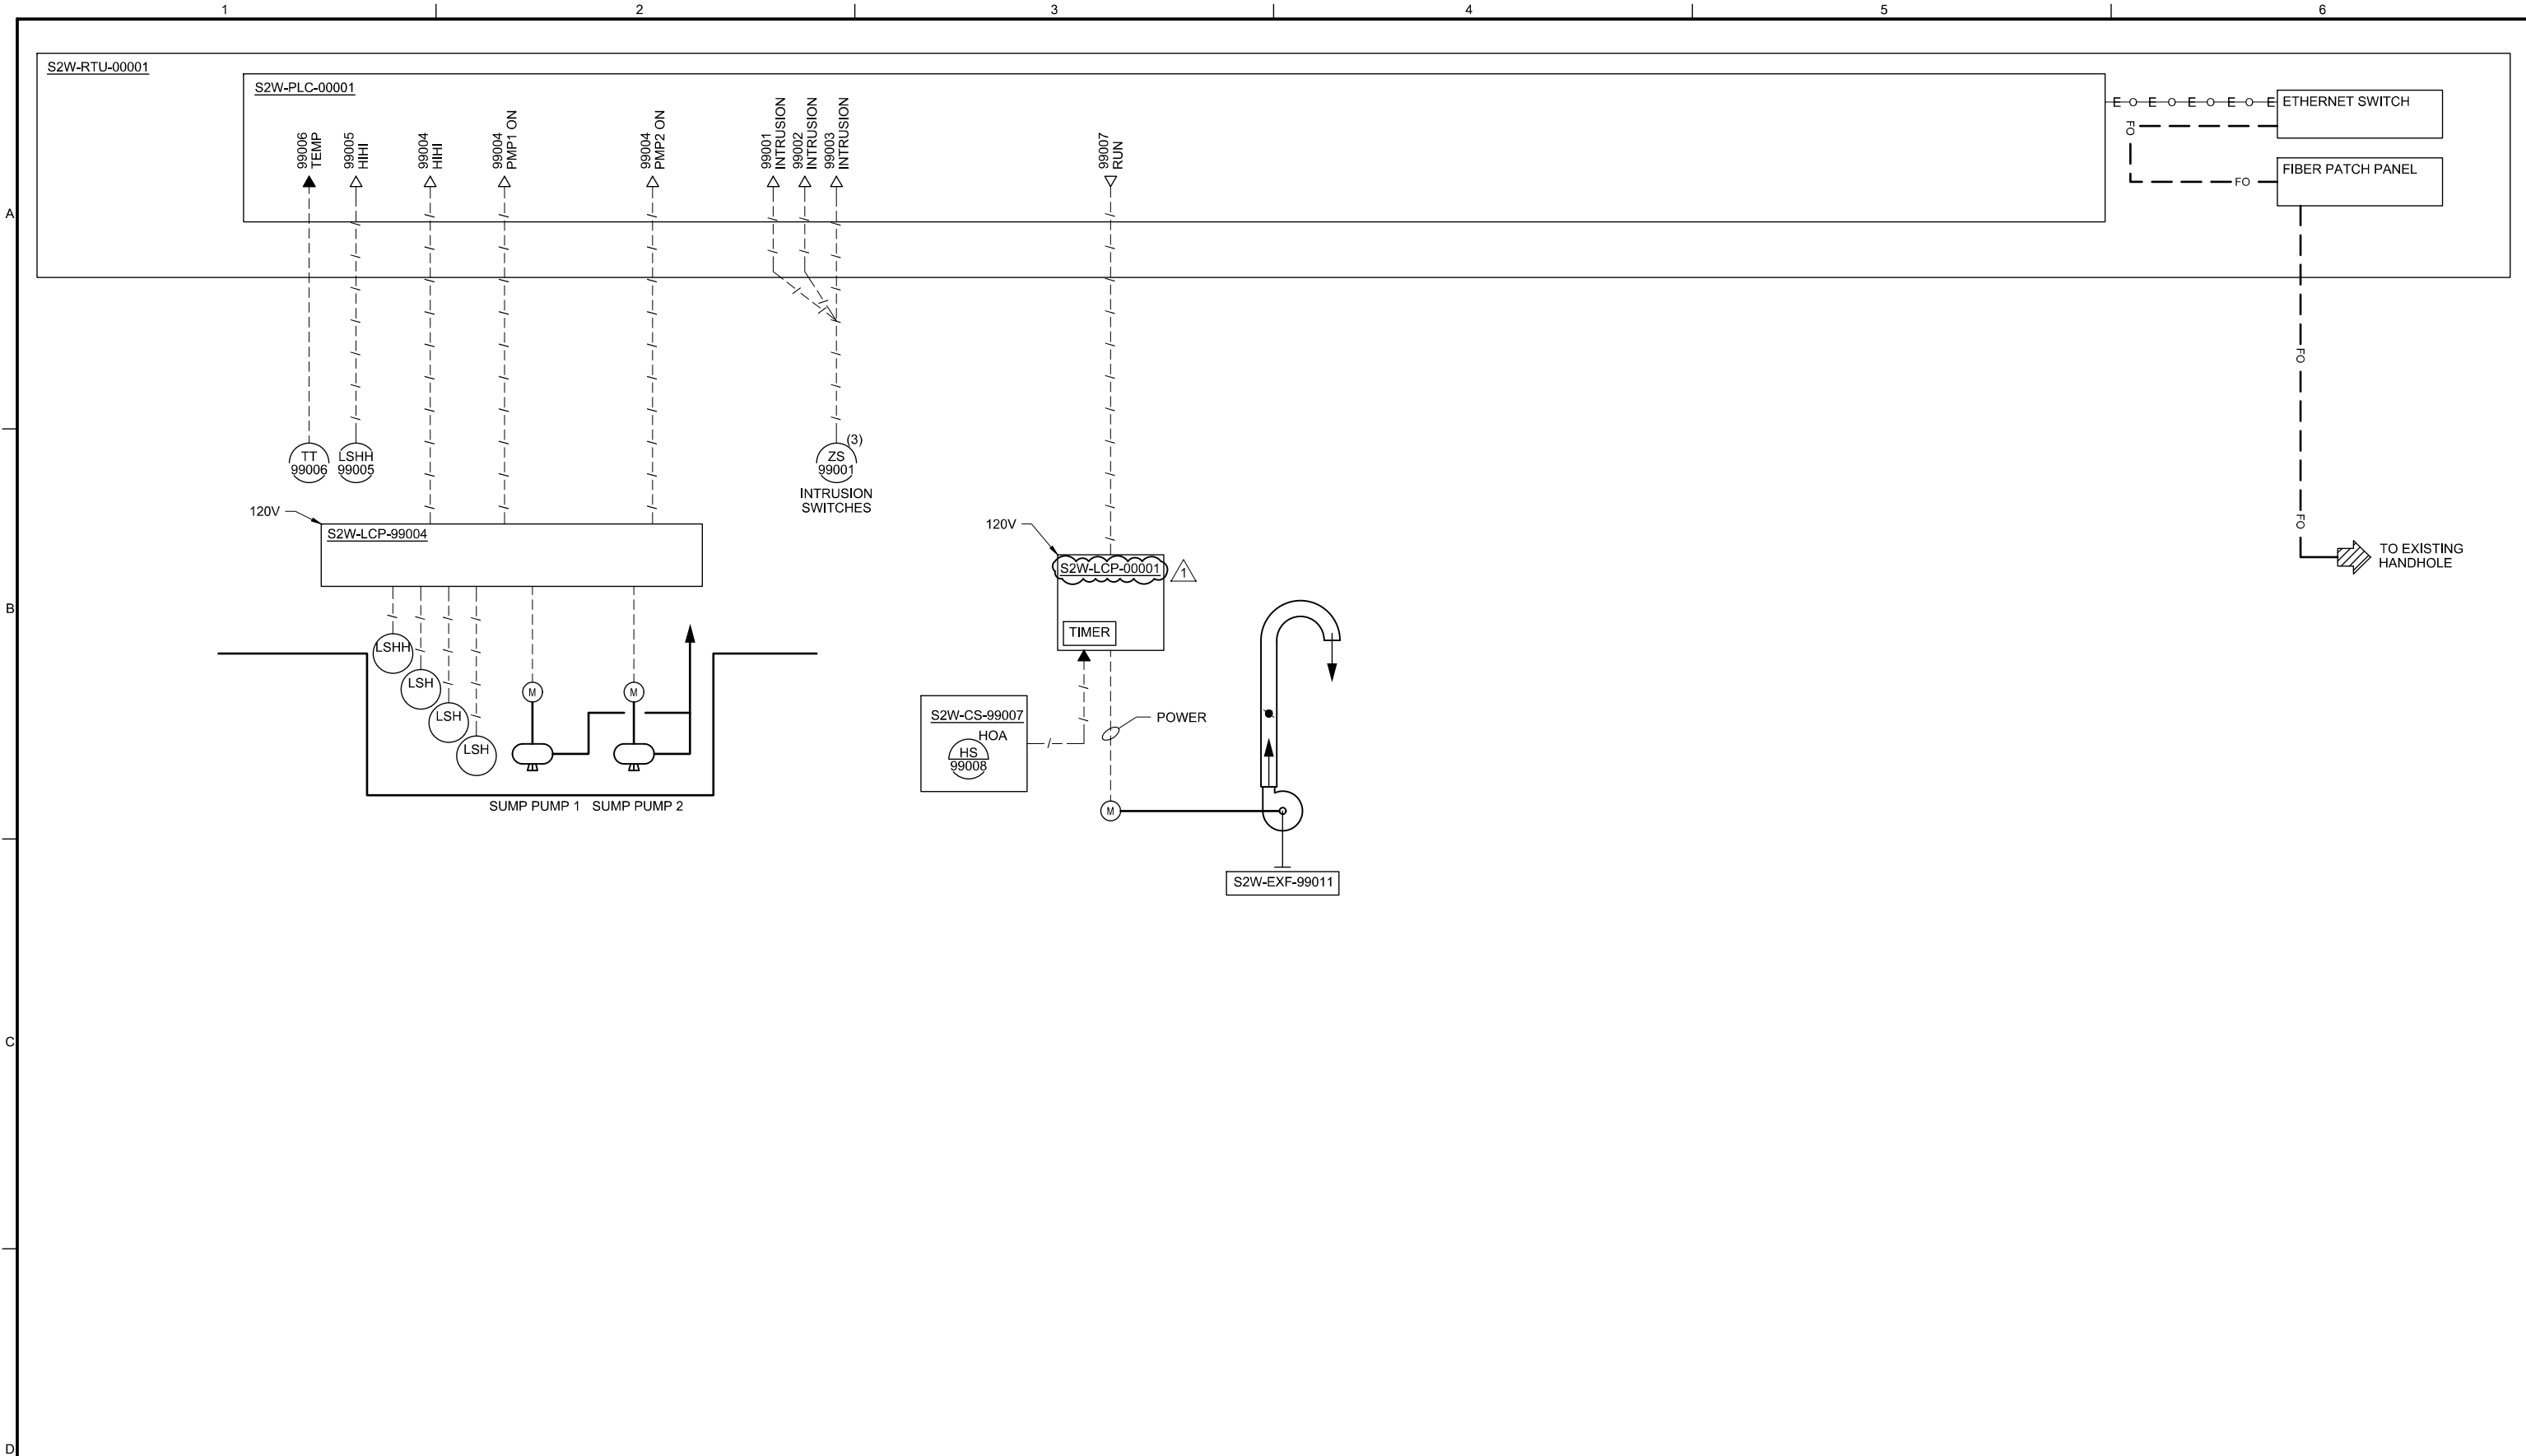 1
2
3
4
5
6
S2W-RTU-00001
S2W-PLC-00001
99006
TEMP
99005
HIHI
99004
HIHI
99004
PMP1 ON
99004
PMP2 ON
99001
INTRUSION
99002
INTRUSION
99003
INTRUSION
99007
RUN
E O E O E O E O E
ETHERNET SWITCH
FO
FIBER PATCH PANEL
FO
A
FO
TT
99006
LSHH
99005
(3)
ZS
99001
INTRUSION
SWITCHES
120V
S2W-LCP-99004
120V
S2W-LCP-00001
1
FO
TO EXISTING
HANDHOLE
B
TIMER
LSHH
LSH
LSH
LSH
M
M
SUMP PUMP 1
SUMP PUMP 2
S2W-CS-99007
HOA
HS
99008
POWER
M
S2W-EXF-99011
C
D